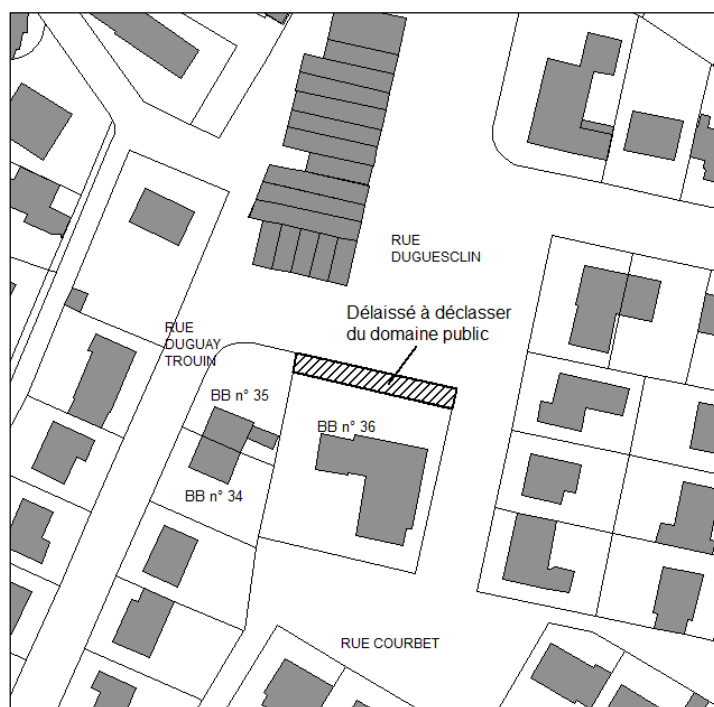 RUE
DUGUESCLIN
Délaissé à déclasser
du domaine public
RUE
DUGUAY
TROUIN
BB n° 35
BB n° 36
BB n° 34
RUE COURBET